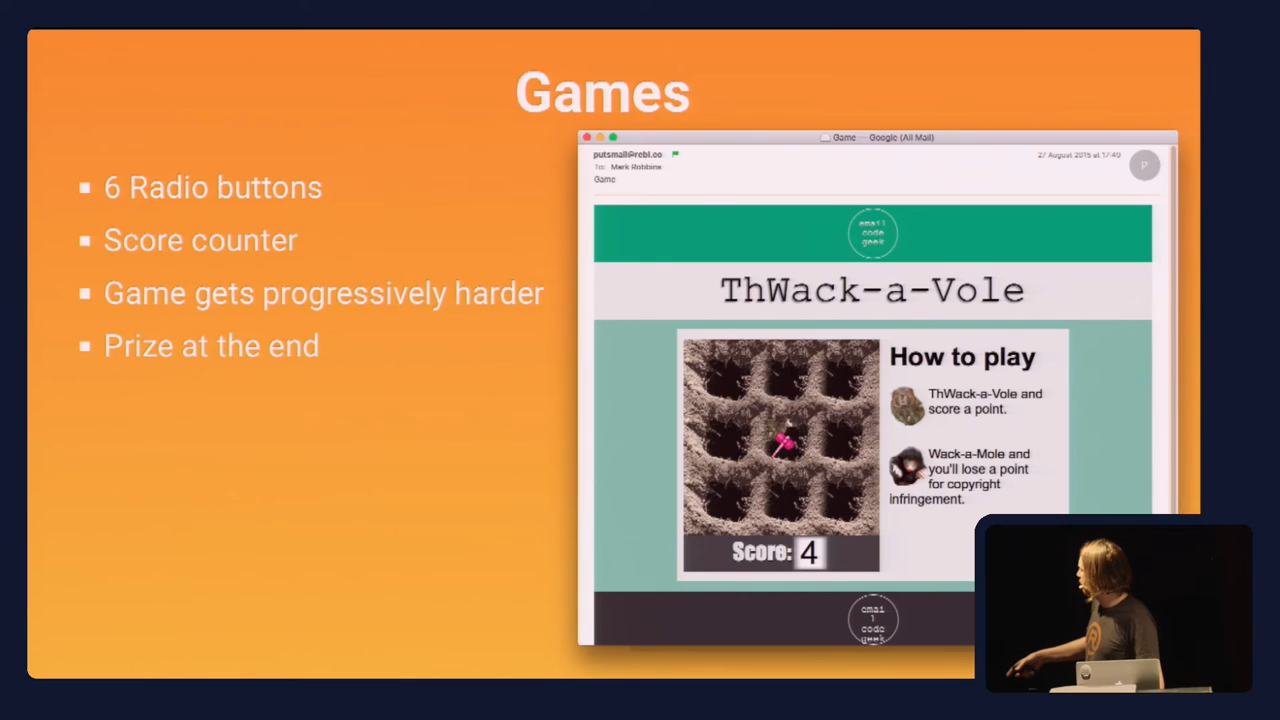 Games
6 Radio buttons
Score counter
Game gets progressively harder
Prize at the end
Game — Google (All Mail)
putsmail@rebl.co
27 August 2015 at 17:49
P
To: Mark Robbins
Game
email
code
geek
ThWack-a-Vole
How to play
ThWack-a-Vole and
score a point.
Wack-a-Mole and
you'll lose a point
for copyright
infringement.
Score: 4
emai
l
code
geek